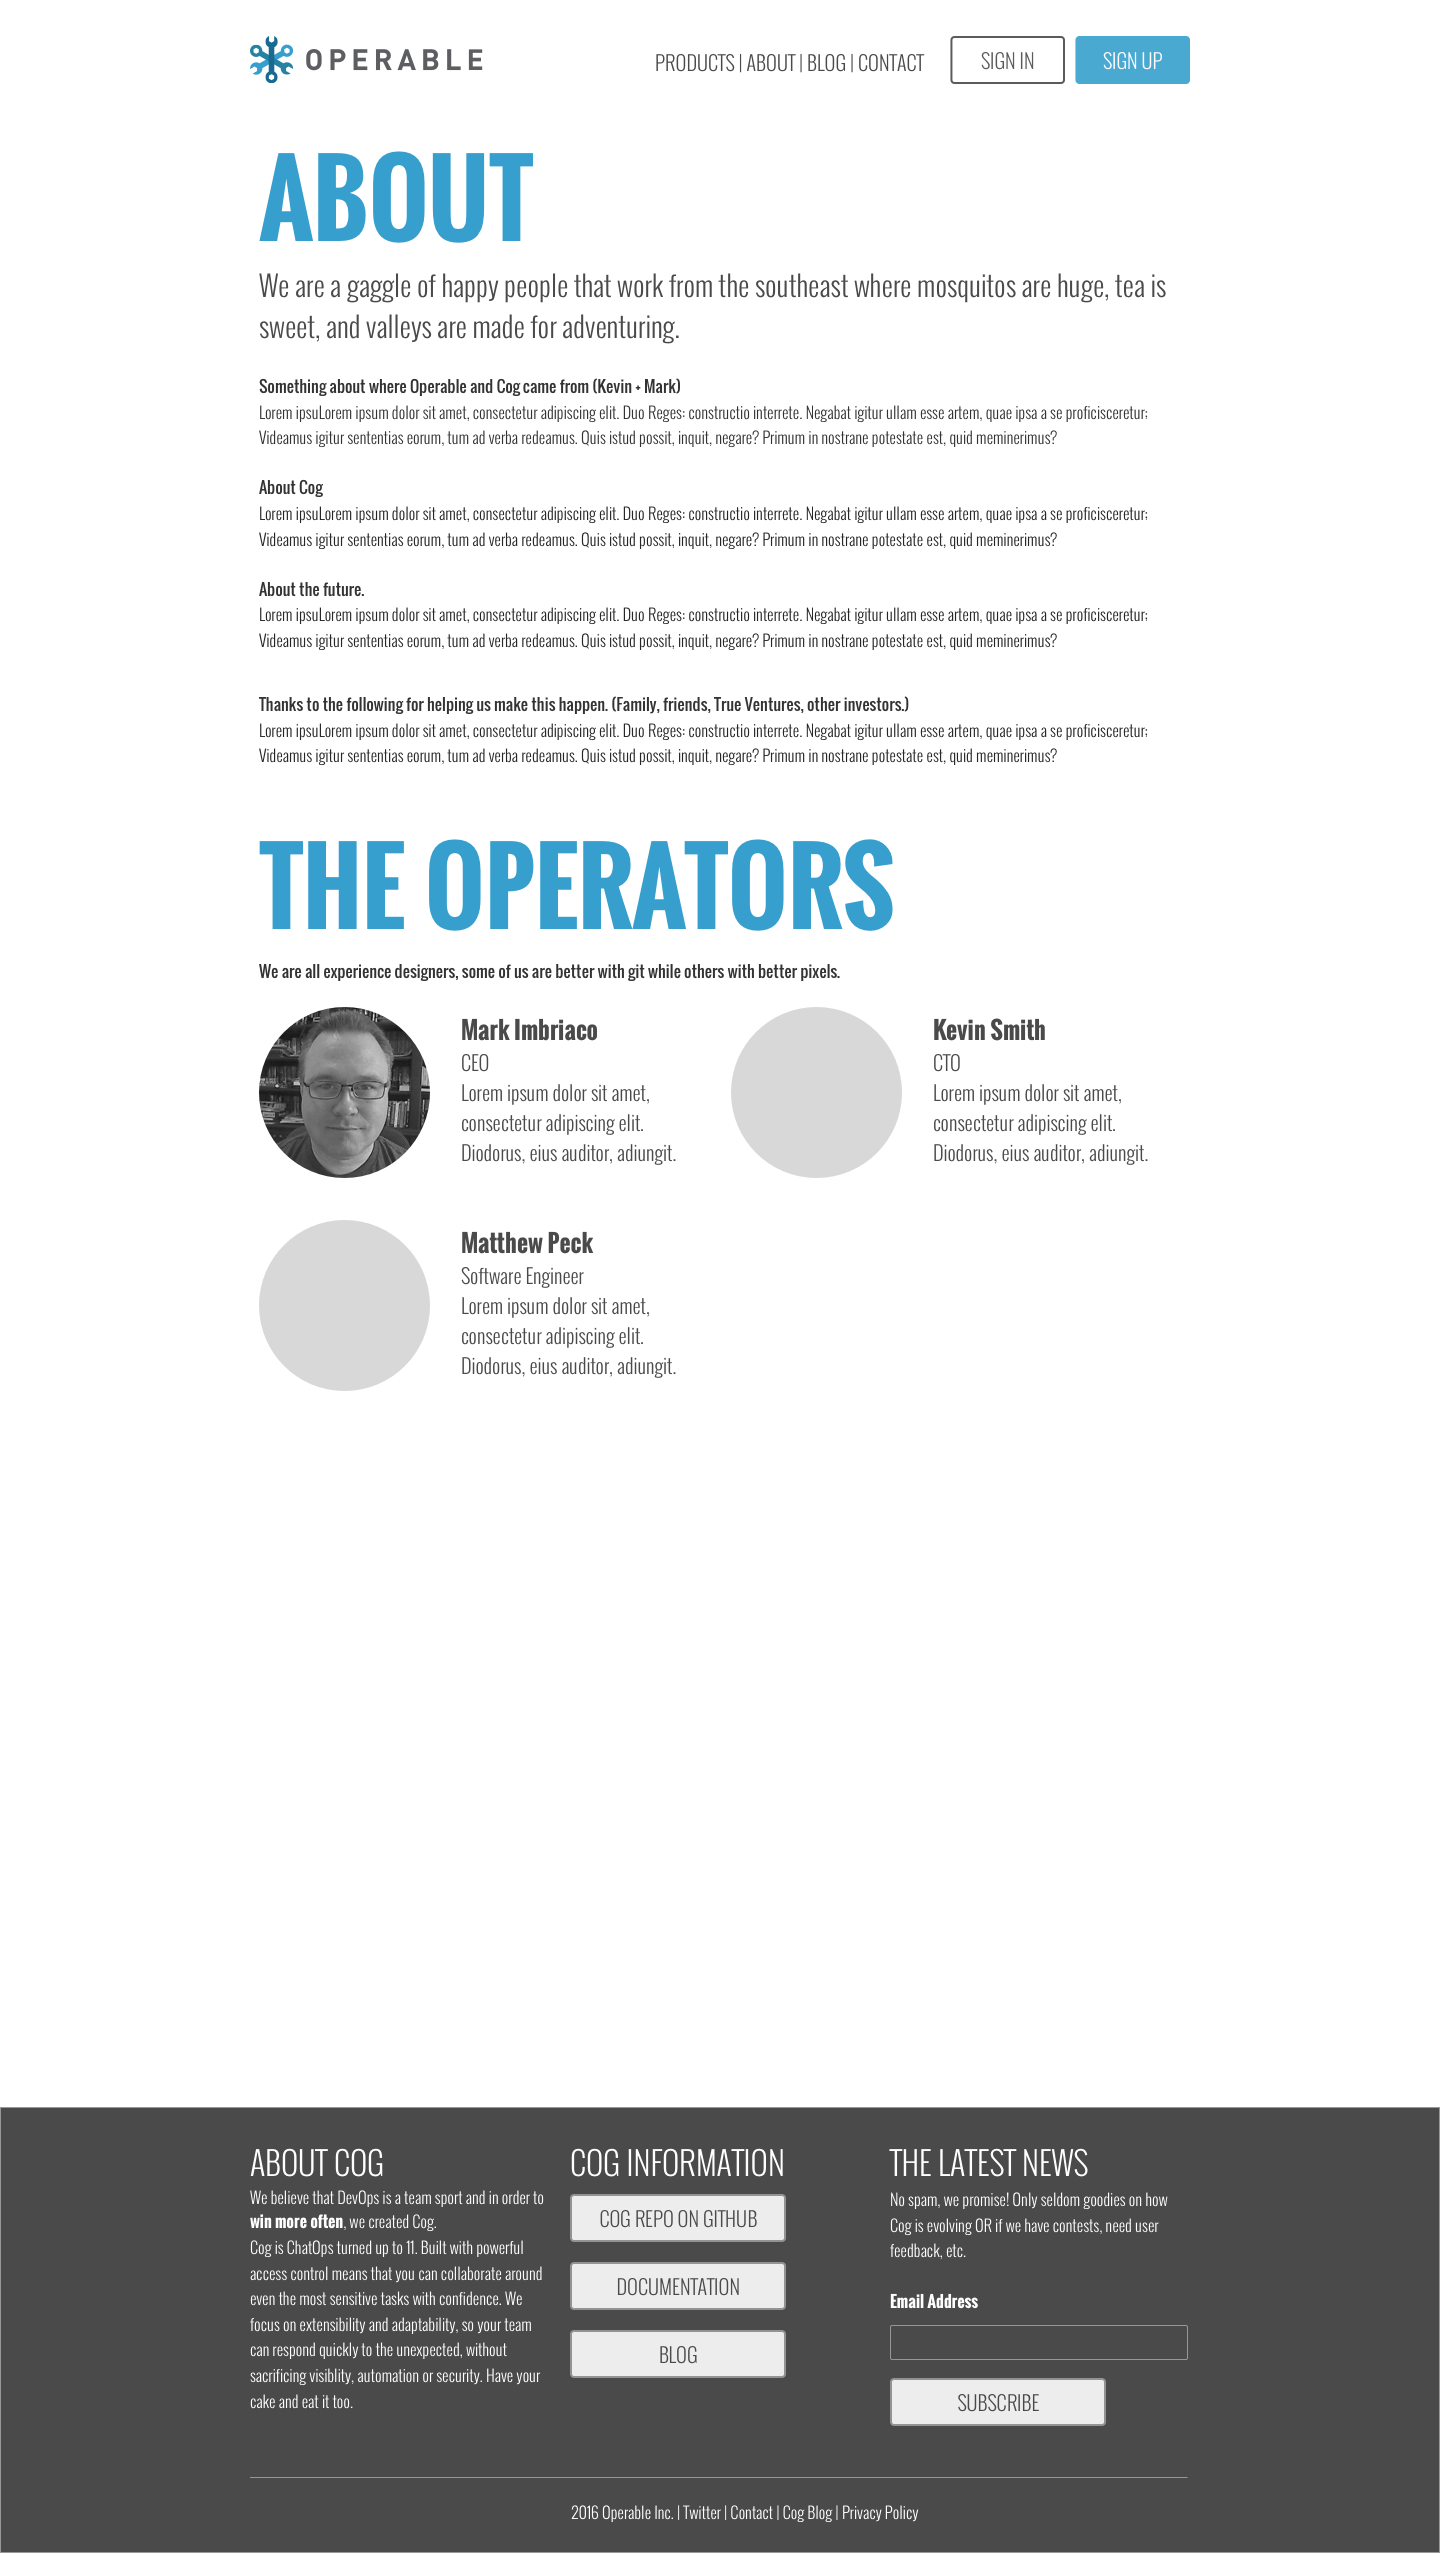 OPERABLE
PRODUCTS | ABOUT | BLOG | CONTACT
SIGN IN
SIGN UP
ABOUT
We are a gaggle of happy people that work from the southeast where mosquitos are huge, tea is
sweet, and valleys are made for adventuring.
Something about where Operable and Cog came from (Kevin + Mark)
Lorem ipsuLorem ipsum dolor sit amet, consectetur adipiscing elit. Duo Reges: constructio interrete. Negabat igitur ullam esse artem, quae ipsa a se proficisceretur;
Videamus igitur sententias eorum, tum ad verba redeamus. Quis istud possit, inquit, negare? Primum in nostrane potestate est, quid meminerimus?
About Cog
Lorem ipsuLorem ipsum dolor sit amet, consectetur adipiscing elit. Duo Reges: constructio interrete. Negabat igitur ullam esse artem, quae ipsa a se proficisceretur;
Videamus igitur sententias eorum, tum ad verba redeamus. Quis istud possit, inquit, negare? Primum in nostrane potestate est, quid meminerimus?
About the future.
Lorem ipsuLorem ipsum dolor sit amet, consectetur adipiscing elit. Duo Reges: constructio interrete. Negabat igitur ullam esse artem, quae ipsa a se proficisceretur;
Videamus igitur sententias eorum, tum ad verba redeamus. Quis istud possit, inquit, negare? Primum in nostrane potestate est, quid meminerimus?
Thanks to the following for helping us make this happen. (Family, friends, True Ventures, other investors.)
Lorem ipsuLorem ipsum dolor sit amet, consectetur adipiscing elit. Duo Reges: constructio interrete. Negabat igitur ullam esse artem, quae ipsa a se proficisceretur;
Videamus igitur sententias eorum, tum ad verba redeamus. Quis istud possit, inquit, negare? Primum in nostrane potestate est, quid meminerimus?
THE OPERATORS
We are all experience designers, some of us are better with git while others with better pixels.
Mark Imbriaco
CEO
Lorem ipsum dolor sit amet,
consectetur adipiscing elit.
Diodorus, eius auditor, adiungit.
Kevin Smith
CTO
Lorem ipsum dolor sit amet,
consectetur adipiscing elit.
Diodorus, eius auditor, adiungit.
Matthew Peck
Software Engineer
Lorem ipsum dolor sit amet,
consectetur adipiscing elit.
Diodorus, eius auditor, adiungit.
ABOUT COG
We believe that DevOps is a team sport and in order to
win more often, we created Cog.
Cog is ChatOps turned up to 11. Built with powerful
access control means that you can collaborate around
even the most sensitive tasks with confidence. We
focus on extensibility and adaptability, so your team
can respond quickly to the unexpected, without
sacrificing visiblity, automation or security. Have your
cake and eat it too.
COG INFORMATION
COG REPO ON GITHUB
DOCUMENTATION
BLOG
THE LATEST NEWS
No spam, we promise! Only seldom goodies on how
Cog is evolving OR if we have contests, need user
feedback, etc.
Email Address
SUBSCRIBE
2016 Operable Inc. | Twitter | Contact | Cog Blog | Privacy Policy